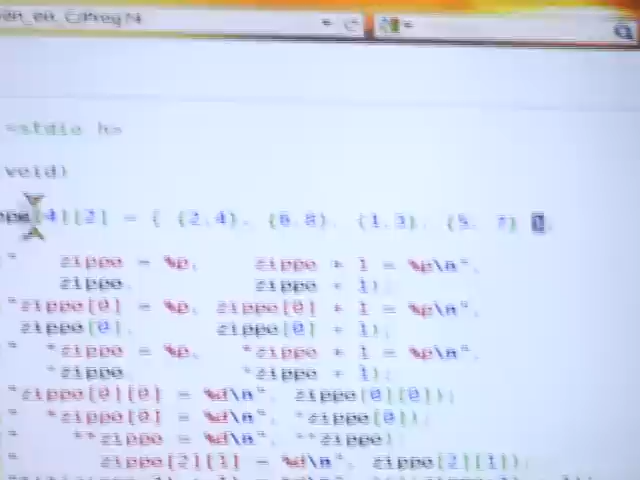 <stdio h>
void)
[4][2] = { {2,4}, {6,8}, {1,3}, {5, 7} };
" zippo = %p, zippo + 1 = %p\n",
zippo, zippo + 1);
"zippo[0] = %p, zippo[0] + 1 = %p\n",
zippo[0], zippo[0] + 1);
" *zippo = %p, *zippo + 1 = %p\n",
*zippo, *zippo + 1);
"zippo[0][0] = %d\n", zippo[0][0]);
" *zippo[0] = %d\n", *zippo[0]);
" **zippo = %d\n", **zippo);
" zippo[2][1] = %d\n", zippo[2][1]);